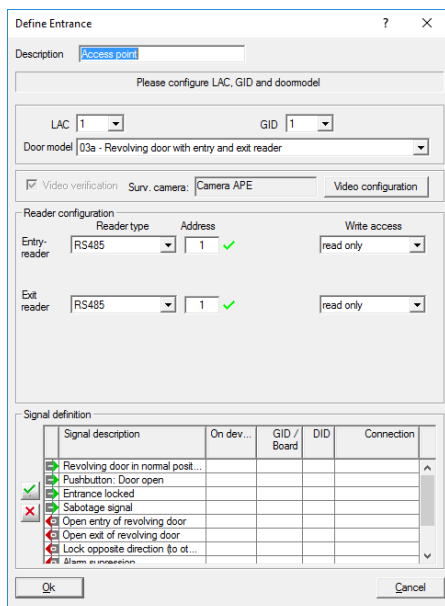 Define Entrance ? ×
Description Access point
Please configure LAC, GID and doormodel
LAC 1 GID 1
Door model 03a - Revolving door with entry and exit reader
Video verification Surv. camera: Camera APE Video configuration
Reader configuration
Reader type Address Write access
Entry-
reader RS485 1 read only
Exit
reader RS485 1 read only
Signal definition
Signal description On dev... GID / DID Connection
Board
Revolving door in normal posit...
Pushbutton: Door open
Entrance locked
Sabotage signal
Open entry of revolving door
Open exit of revolving door
Lock opposite direction (to ot...
Alarm supression
Ok Cancel